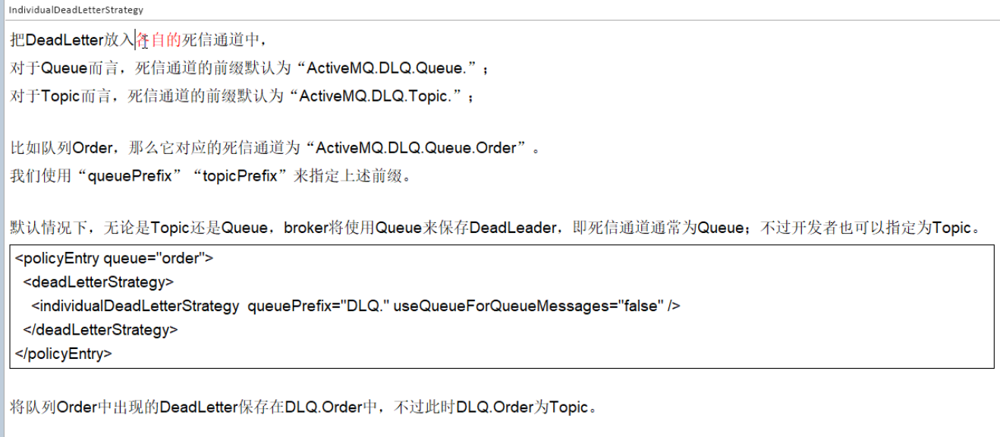 IndividualDeadLetterStrategy
把DeadLetter放入各自的死信通道中，
对于Queue而言，死信通道的前缀默认为“ActiveMQ.DLQ.Queue.”；
对于Topic而言，死信通道的前缀默认为“ActiveMQ.DLQ.Topic.”；
比如队列Order，那么它对应的死信通道为“ActiveMQ.DLQ.Queue.Order”。
我们使用“queuePrefix”“topicPrefix”来指定上述前缀。
默认情况下，无论是Topic还是Queue，broker将使用Queue来保存DeadLeader，即死信通道通常为Queue；不过开发者也可以指定为Topic。
<policyEntry queue="order">
<deadLetterStrategy>
<individualDeadLetterStrategy queuePrefix="DLQ." useQueueForQueueMessages="false" />
</deadLetterStrategy>
</policyEntry>
将队列Order中出现的DeadLetter保存在DLQ.Order中，不过此时DLQ.Order为Topic。